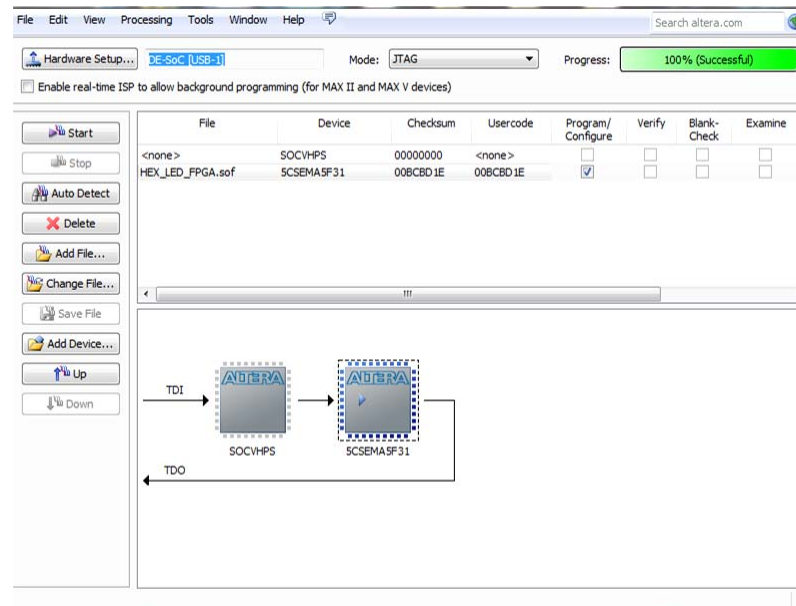 File Edit View Processing Tools Window Help Search altera.com
Hardware Setup... DE-SoC [USB-1] Mode: JTAG Progress: 100% (Successful)
Enable real-time ISP to allow background programming (for MAX II and MAX V devices)
Start
Stop
Auto Detect
Delete
Add File...
Change File...
Save File
Add Device...
Up
Down
File Device Checksum Usercode Program/ Configure Verify Blank- Check Examine
<none> SOCVHPS 00000000 <none>
HEX_LED_FPGA.sof 5CSEMA5F31 00BCBD1E 00BCBD1E
TDI
ALTERA ALTERA
SOCVHPS 5CSEMA5F31
TDO